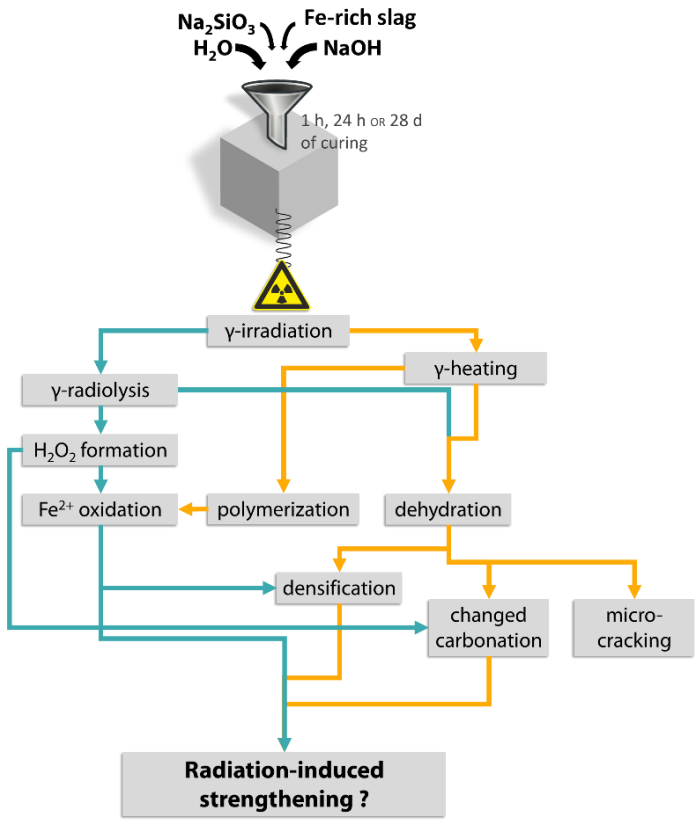 Na₂SiO₃ Fe-rich slag
H₂O NaOH
1 h, 24 h OR 28 d
of curing
γ-irradiation
γ-heating
γ-radiolysis
H₂O₂ formation
Fe²⁺ oxidation
polymerization
dehydration
densification
changed
carbonation
micro-
cracking
Radiation-induced
strengthening ?